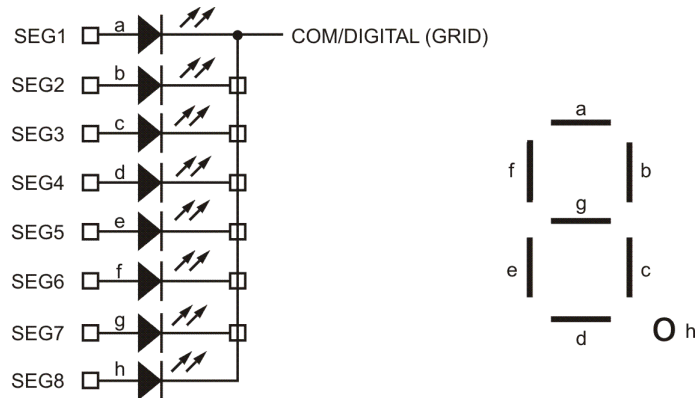 SEG1 a COM/DIGITAL (GRID)
SEG2 b
SEG3 c
SEG4 d
SEG5 e
SEG6 f
SEG7 g
SEG8 h
a
f b
g
e c
d h